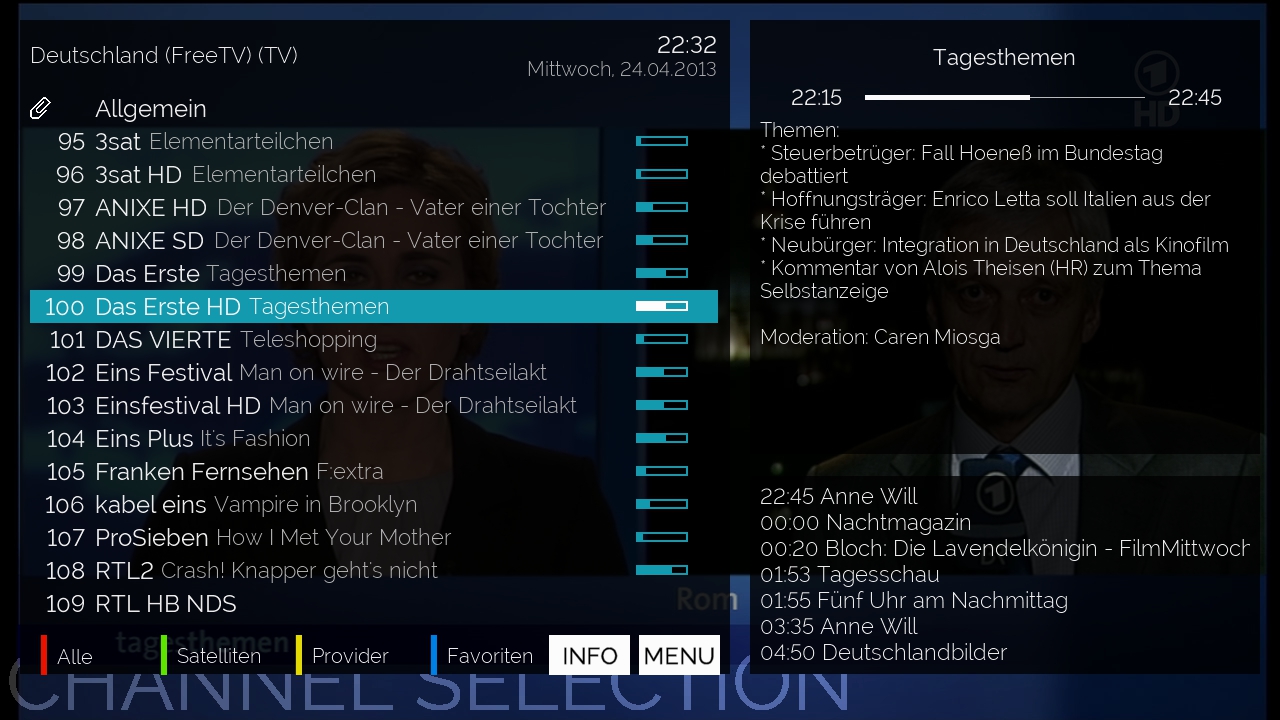 Deutschland (FreeTV) (TV)
22:32
Mittwoch, 24.04.2013
Allgemein
95 3sat Elementarteilchen
96 3sat HD Elementarteilchen
97 ANIXE HD Der Denver-Clan - Vater einer Tochter
98 ANIXE SD Der Denver-Clan - Vater einer Tochter
99 Das Erste Tagesthemen
100 Das Erste HD Tagesthemen
101 DAS VIERTE Teleshopping
102 Eins Festival Man on wire - Der Drahtseilakt
103 Einsfestival HD Man on wire - Der Drahtseilakt
104 Eins Plus It's Fashion
105 Franken Fernsehen F:extra
106 kabel eins Vampire in Brooklyn
107 ProSieben How I Met Your Mother
108 RTL2 Crash! Knapper geht's nicht
109 RTL HB NDS
Rom
tagesthemen
Alle Satelliten Provider Favoriten INFO MENU
CHANNEL SELECTION
Tagesthemen
1
HD
22:15 22:45
Themen:
* Steuerbetrüger: Fall Hoeneß im Bundestag
debattiert
* Hoffnungsträger: Enrico Letta soll Italien aus der
Krise führen
* Neubürger: Integration in Deutschland als Kinofilm
* Kommentar von Alois Theisen (HR) zum Thema
Selbstanzeige
Moderation: Caren Miosga
1
22:45 Anne Will
00:00 Nachtmagazin
00:20 Bloch: Die Lavendelkönigin - FilmMittwoch
01:53 Tagesschau
01:55 Fünf Uhr am Nachmittag
03:35 Anne Will
04:50 Deutschlandbilder